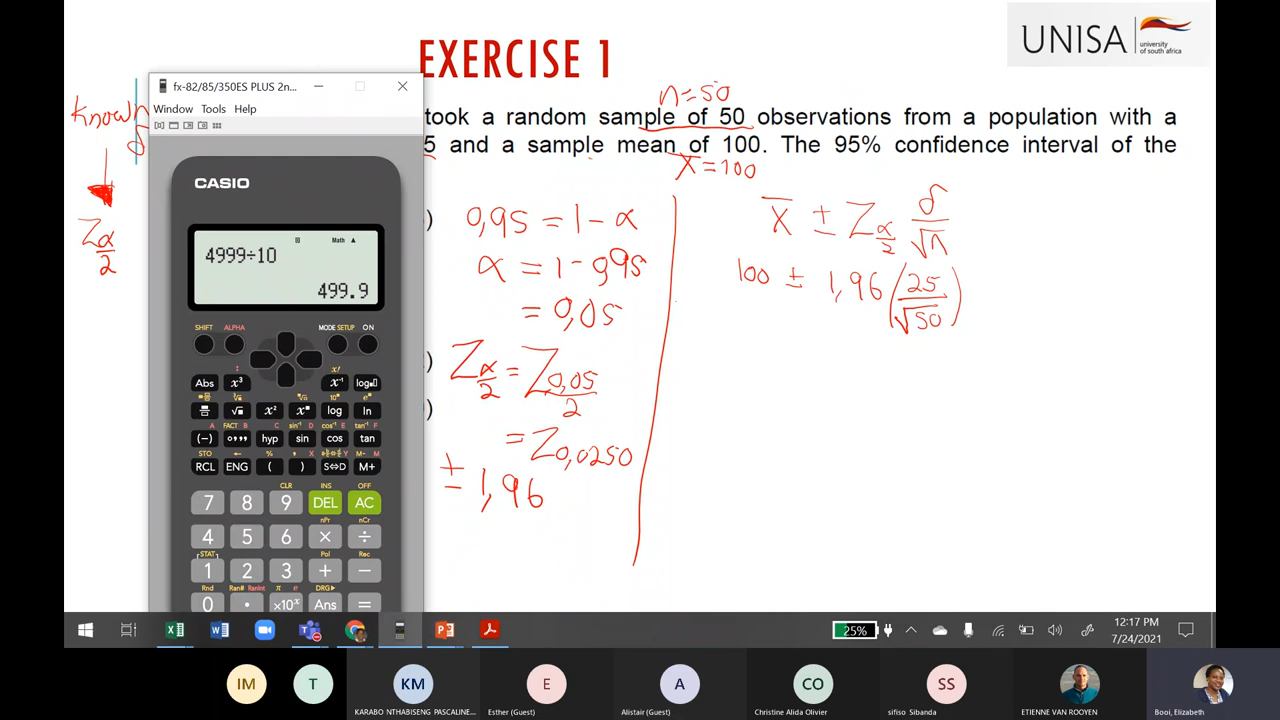 EXERCISE 1
UNISA
university
of south africa
n=50
took a random sample of 50 observations from a population with a
5 and a sample mean of 100. The 95% confidence interval of the
x̄ = 100
known
δ
Zα/2
0,95 = 1 - α
α = 1 - 0,95
= 0,05
Zα/2 = Z0,05/2
= Z0,0250
± 1,96
x̄ ± Zα/2 δ/√n
100 ± 1,96 (25/√50)
fx-82/85/350ES PLUS 2n...
Window Tools Help
CASIO
Math
4999÷10
499.9
SHIFT ALPHA MODE SETUP ON
Abs x³ x⁻¹ log
√ x² log ln
(−) hyp sin cos tan
RCL ENG ( ) S⇔D M+
7 8 9 DEL AC
4 5 6 × ÷
1 2 3 + −
0 . ×10ˣ Ans =
25%
12:17 PM
7/24/2021
IM
T
KM
KARABO NTHABISENG PASCALINE...
E
Esther (Guest)
A
Alistair (Guest)
CO
Christine Alida Olivier
SS
sifiso Sibanda
ETIENNE VAN ROOYEN
Booi, Elizabeth